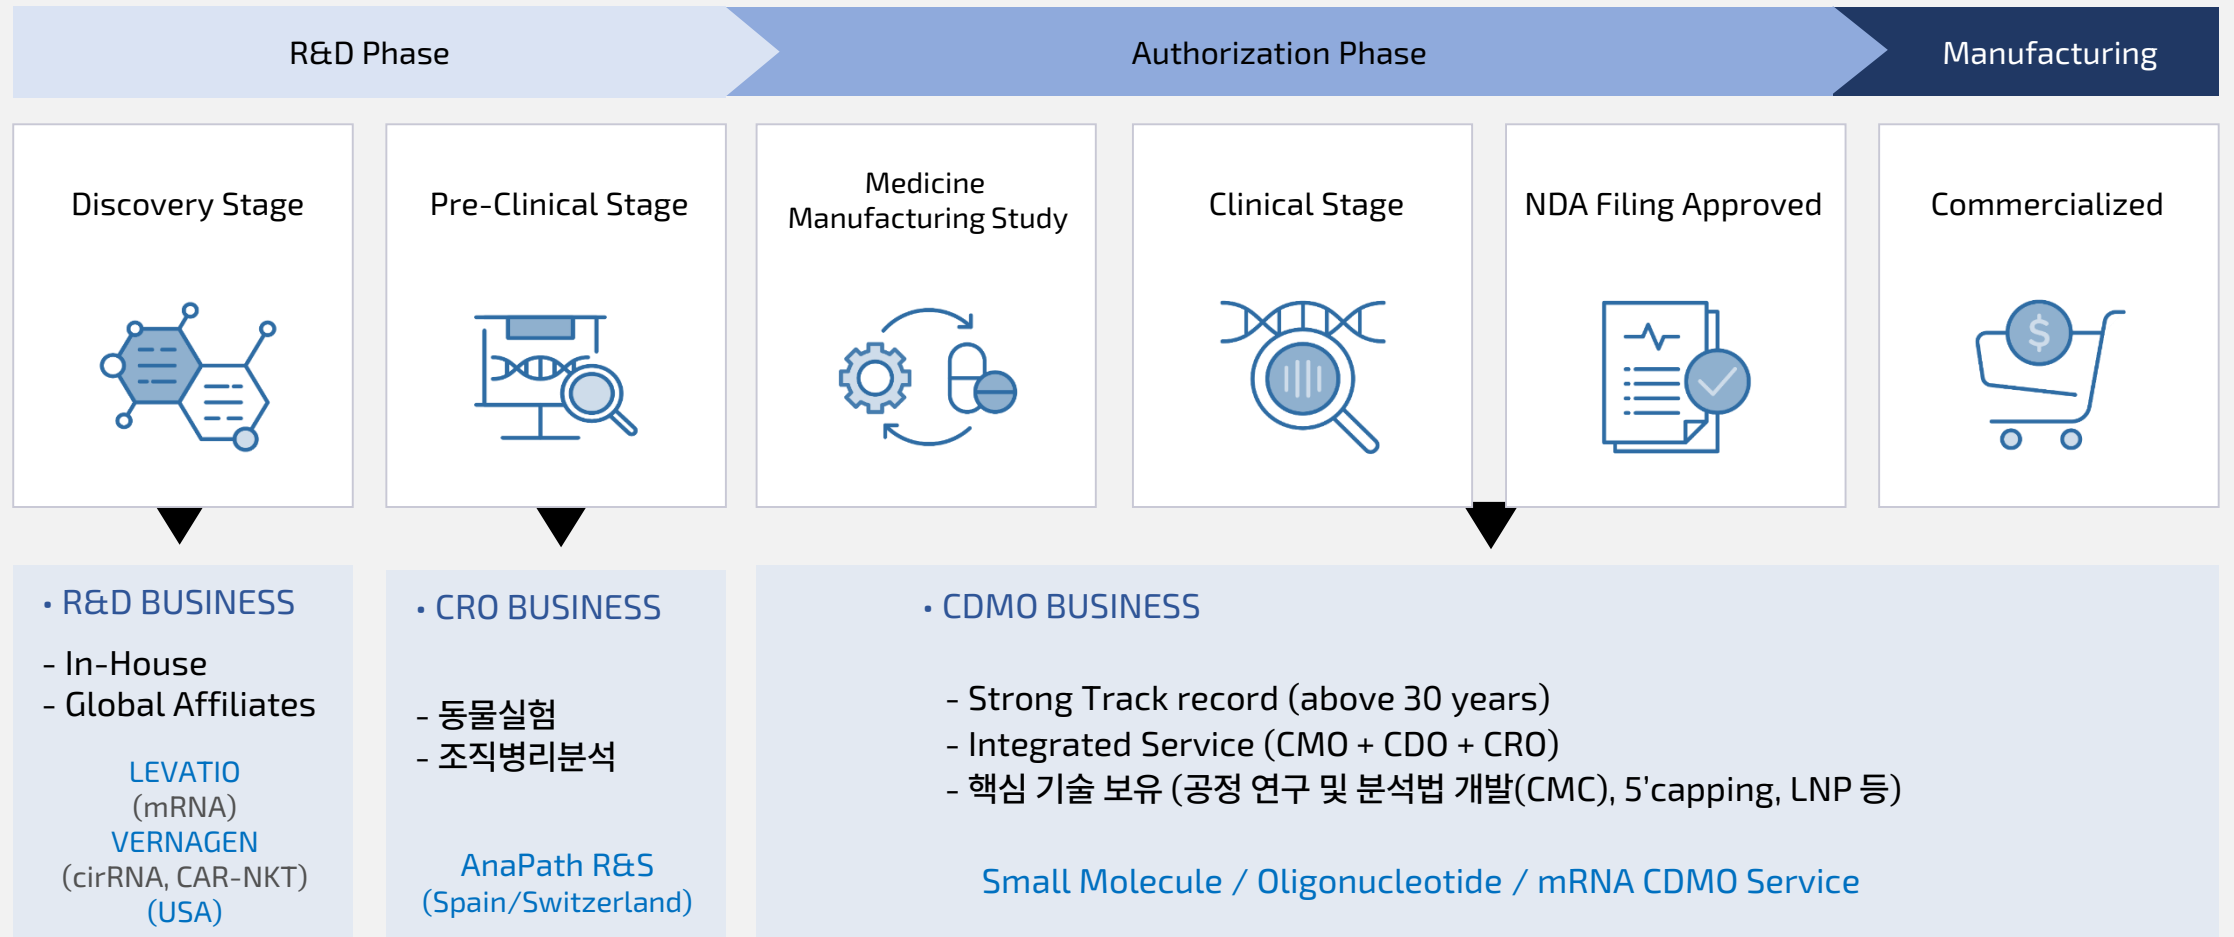 R&D Phase
Authorization Phase
Manufacturing
Discovery Stage
Pre-Clinical Stage
Medicine
Manufacturing Study
Clinical Stage
NDA Filing Approved
Commercialized
$
· R&D BUSINESS
- In-House
- Global Affiliates
LEVATIO
(mRNA)
VERNAGEN
(cirRNA, CAR-NKT)
(USA)
· CRO BUSINESS
- 동물실험
- 조직병리분석
AnaPath R&S
(Spain/Switzerland)
· CDMO BUSINESS
- Strong Track record (above 30 years)
- Integrated Service (CMO + CDO + CRO)
- 핵심 기술 보유 (공정 연구 및 분석법 개발(CMC), 5’capping, LNP 등)
Small Molecule / Oligonucleotide / mRNA CDMO Service